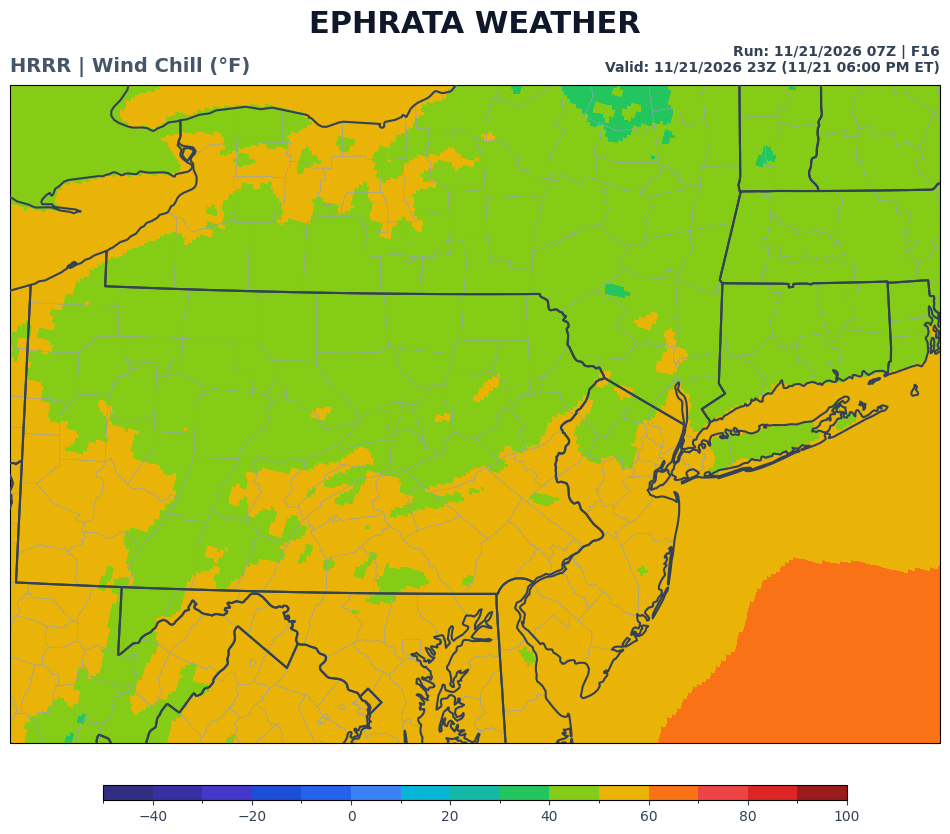 EPHRATA WEATHER
Run: 11/21/2026 07Z | F16
HRRR | Wind Chill (°F)
Valid: 11/21/2026 23Z (11/21 06:00 PM ET)
−40 −20 0 20 40 60 80 100